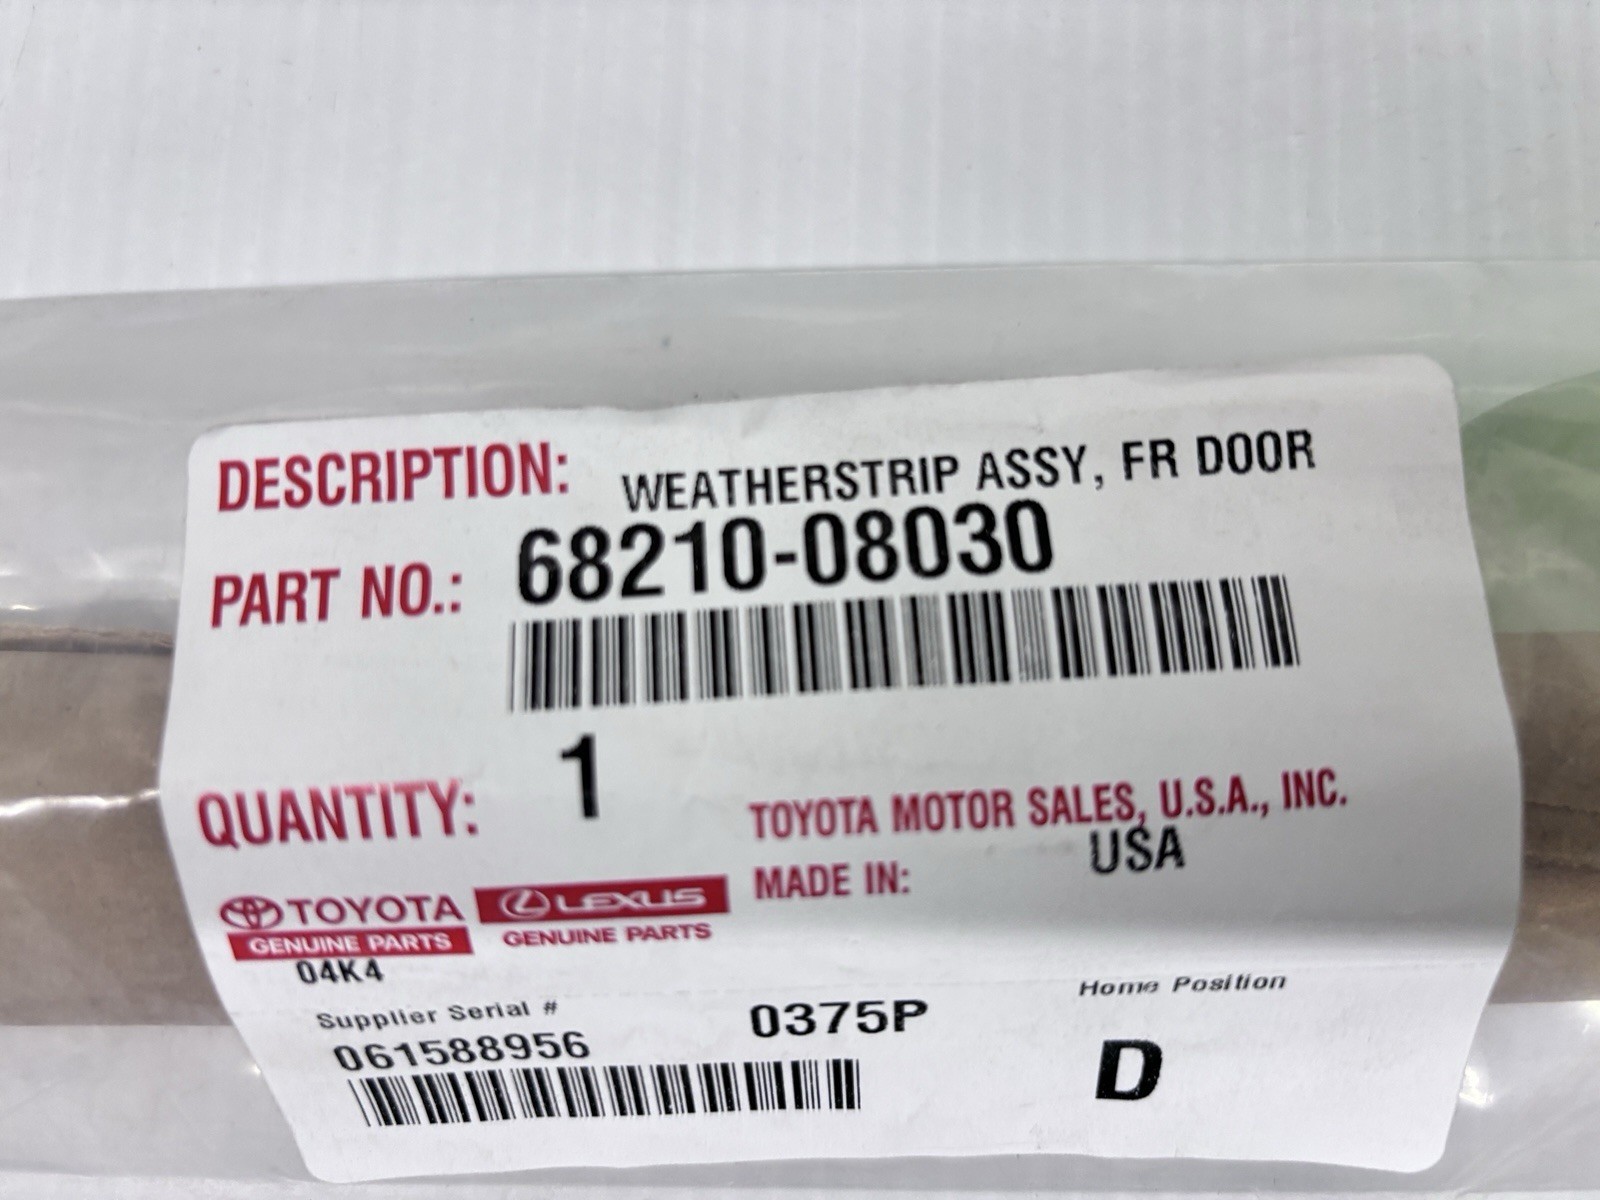 DESCRIPTION: WEATHERSTRIP ASSY, FR DOOR
PART NO.: 68210-08030
QUANTITY: 1
TOYOTA MOTOR SALES, U.S.A., INC.
MADE IN: USA
TOYOTA
GENUINE PARTS
LEXUS
GENUINE PARTS
04K4
Supplier Serial # 0375P Home Position
061588956
D